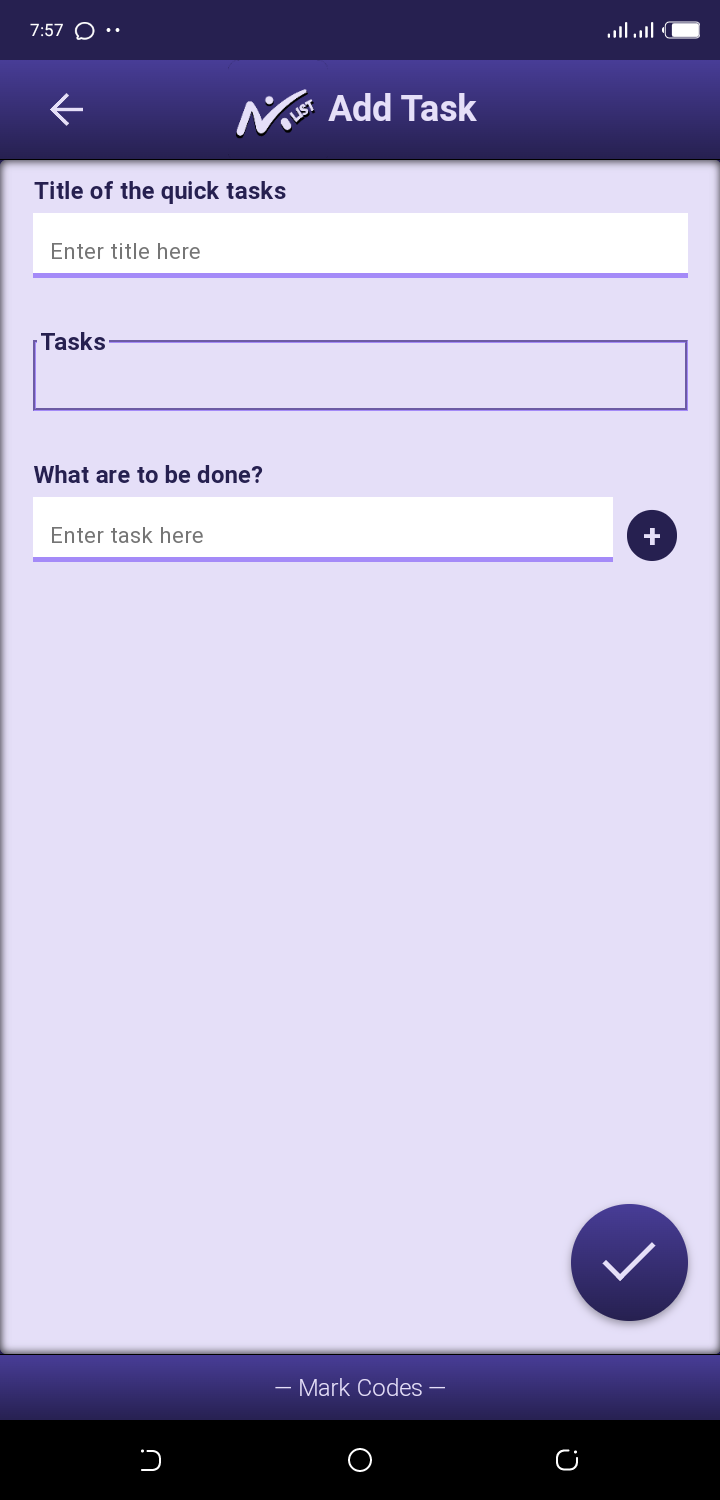 7:57
LIST Add Task
Title of the quick tasks
Enter title here
Tasks
What are to be done?
Enter task here
+
— Mark Codes —